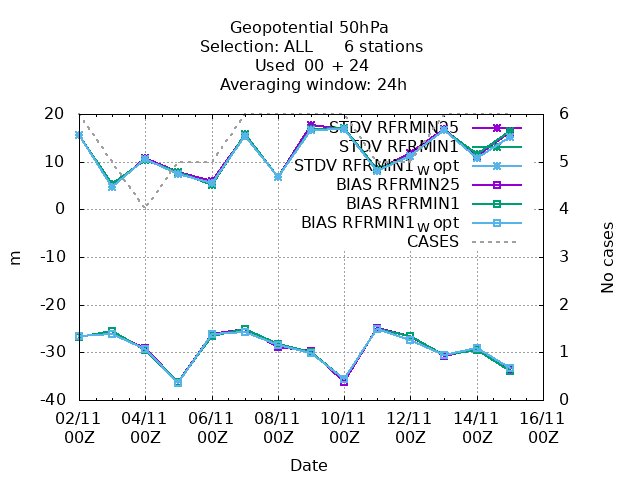 Geopotential 50hPa
Selection: ALL 6 stations
Used 00 + 24
Averaging window: 24h
20
10
0
-10
-20
-30
-40
m
6
5
4
3
2
1
0
No cases
STDV RFRMIN25
STDV RFRMIN1
STDV RFRMIN1_w opt
BIAS RFRMIN25
BIAS RFRMIN1
BIAS RFRMIN1_w opt
CASES
02/11 04/11 06/11 08/11 10/11 12/11 14/11 16/11
00Z 00Z 00Z 00Z 00Z 00Z 00Z 00Z
Date